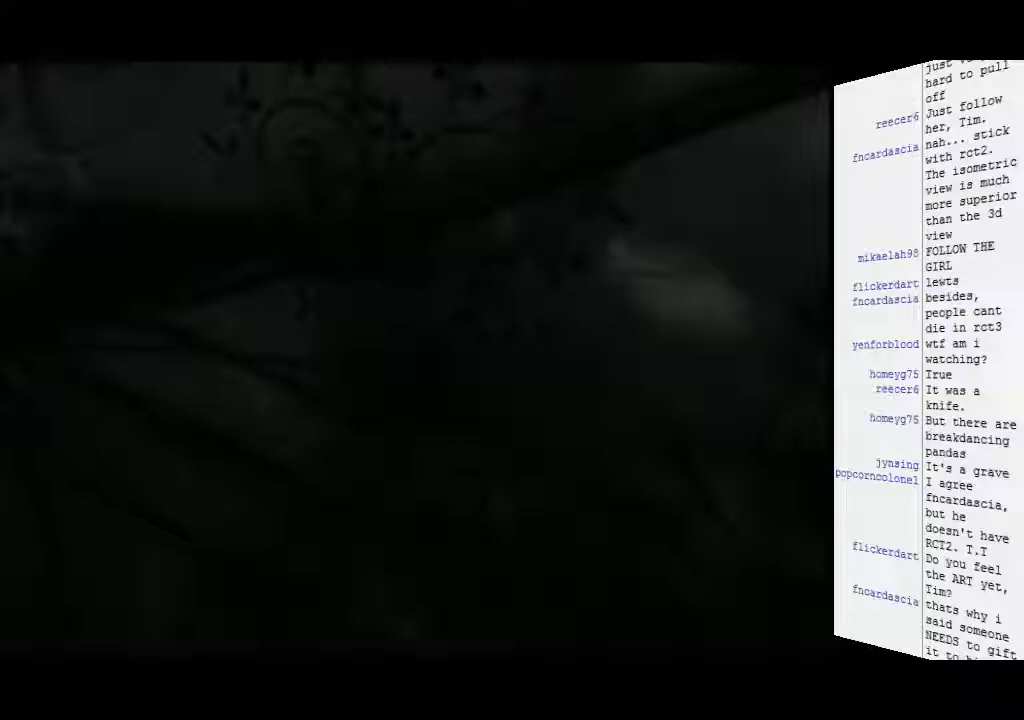 just
hard to pull
off
reecer6 Just follow
her, Tim.
fncardascia nah... stick
with rct2.
The isometric
view is much
more superior
than the 3d
view
mikaelah98 FOLLOW THE
GIRL
flickerdart lewts
fncardascia besides,
people cant
die in rct3
yenforblood wtf am i
watching?
homeyg75 True
reecer6 It was a
knife.
homeyg75 But there are
breakdancing
pandas
jynsing It's a grave
popcorncolonel I agree
fncardascia,
but he
doesn't have
RCT2. T.T
flickerdart Do you feel
the ART yet,
Tim?
fncardascia thats why i
said someone
NEEDS to gift
it to